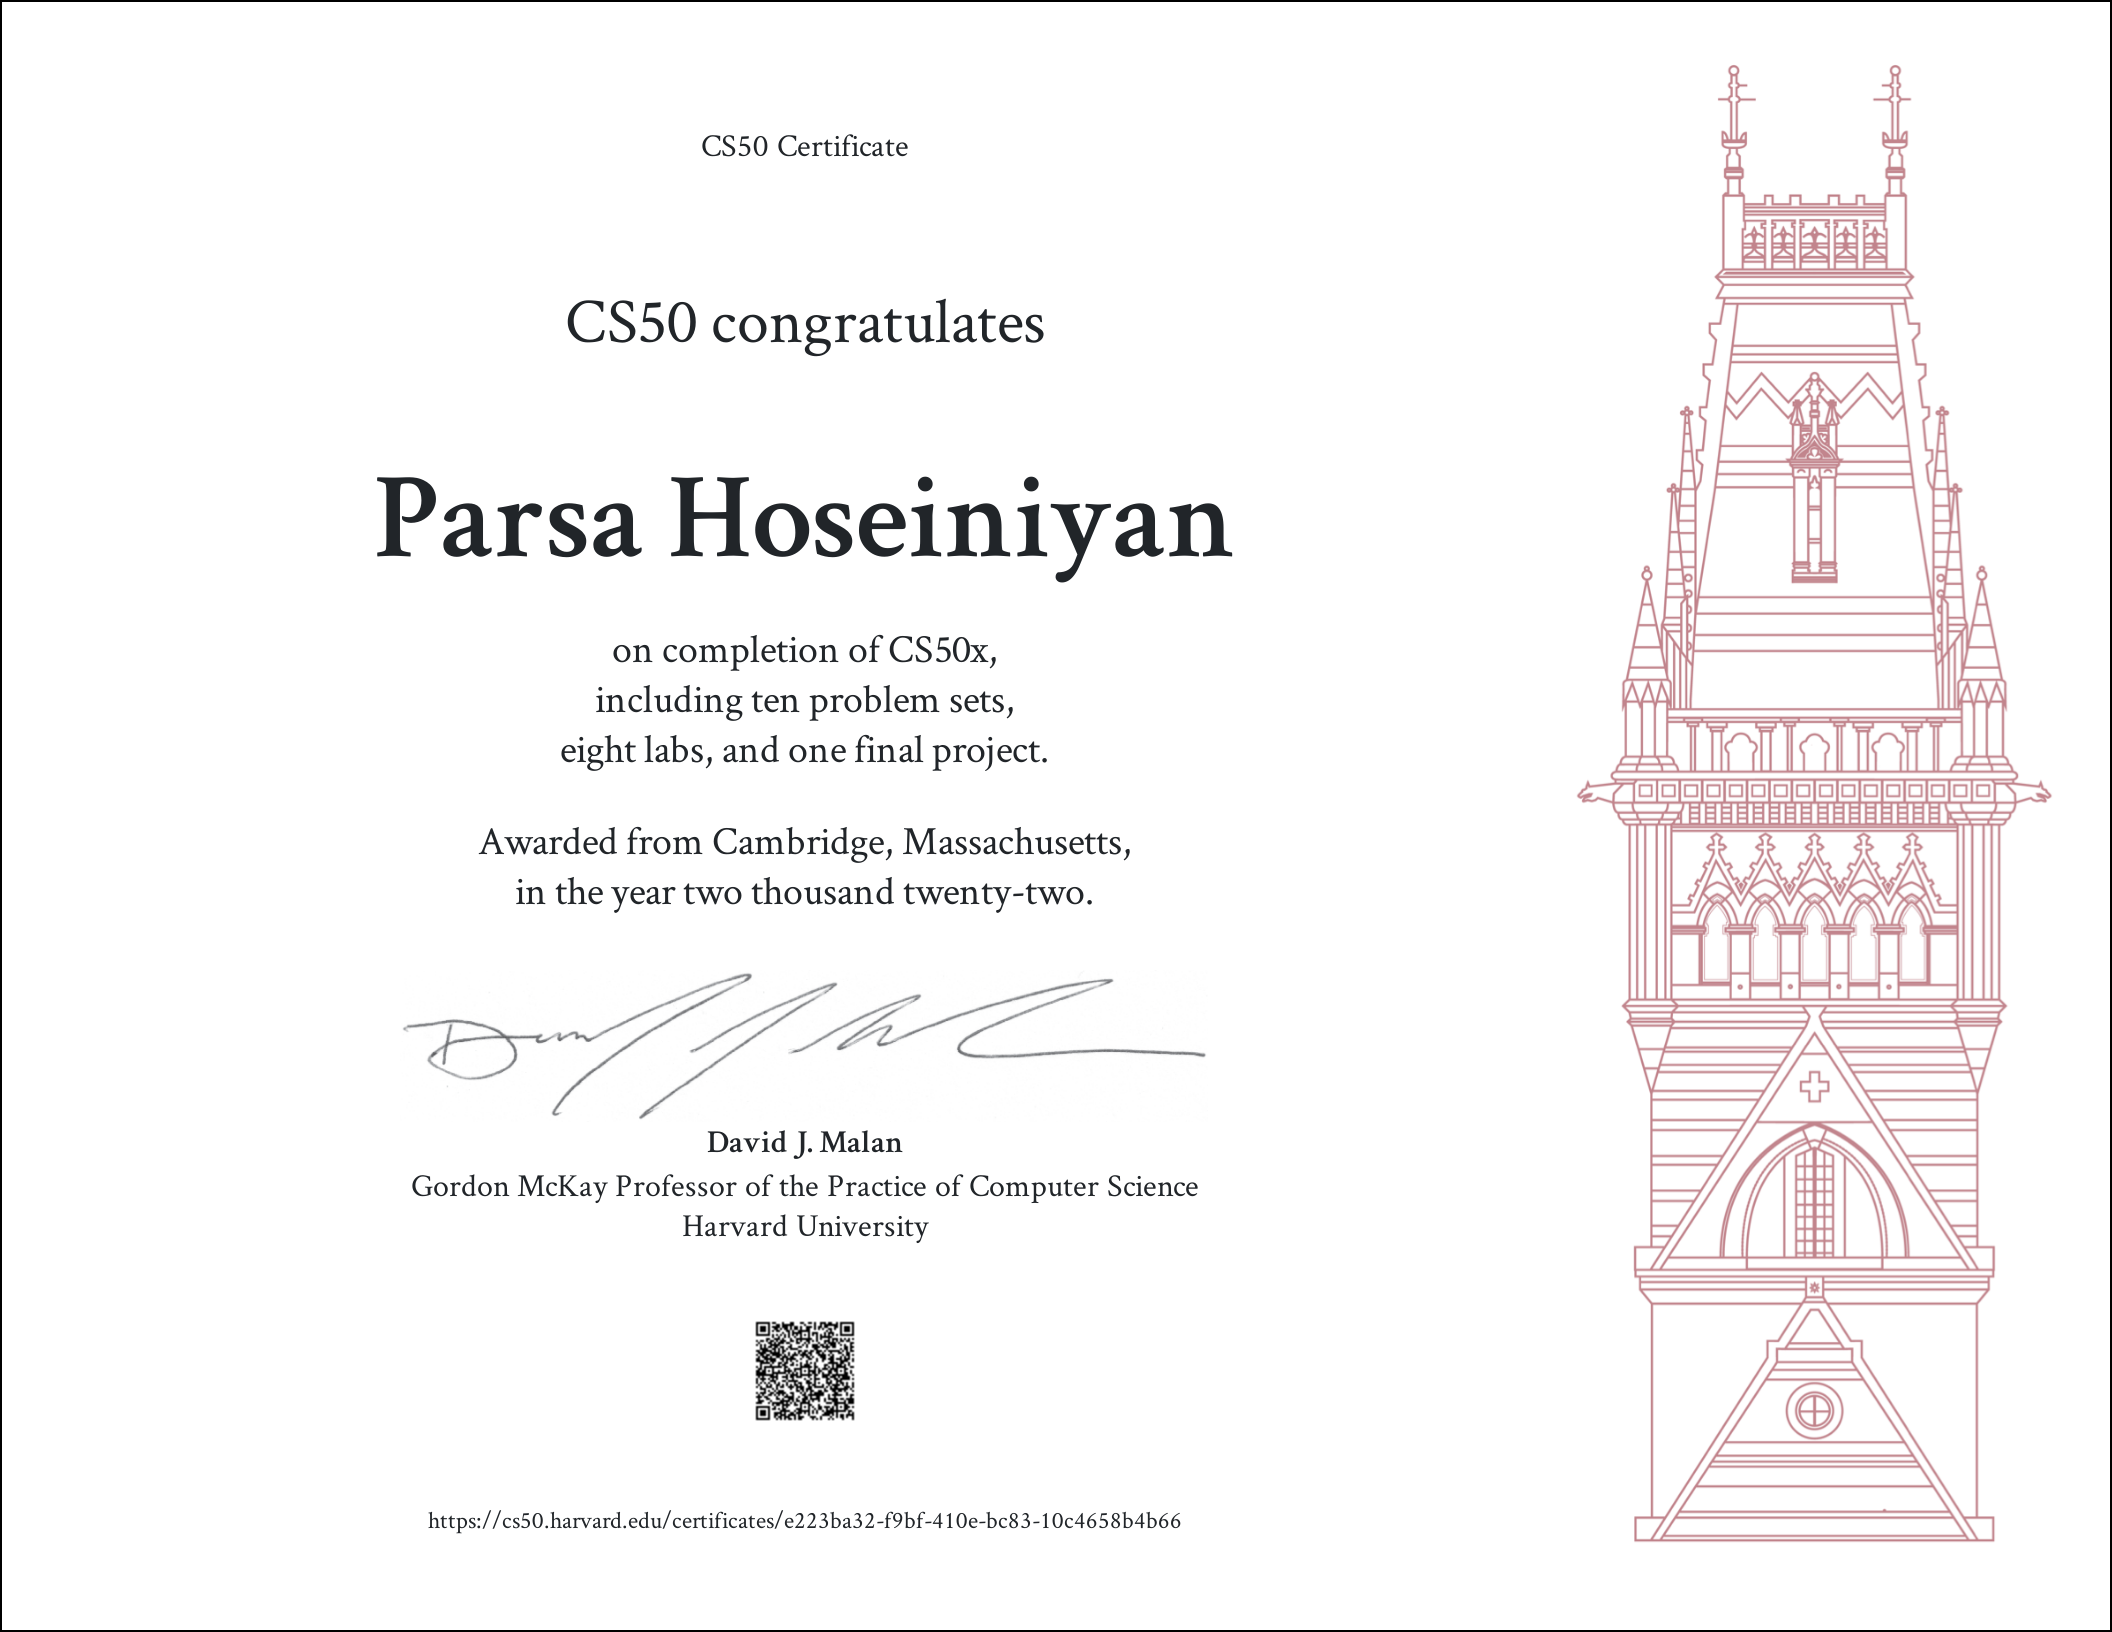 CS50 Certificate
CS50 congratulates
Parsa Hoseiniyan
on completion of CS50x,
including ten problem sets,
eight labs, and one final project.
Awarded from Cambridge, Massachusetts,
in the year two thousand twenty-two.
David J. Malan
Gordon McKay Professor of the Practice of Computer Science
Harvard University
https://cs50.harvard.edu/certificates/e223ba32-f9bf-410e-bc83-10c4658b4b66